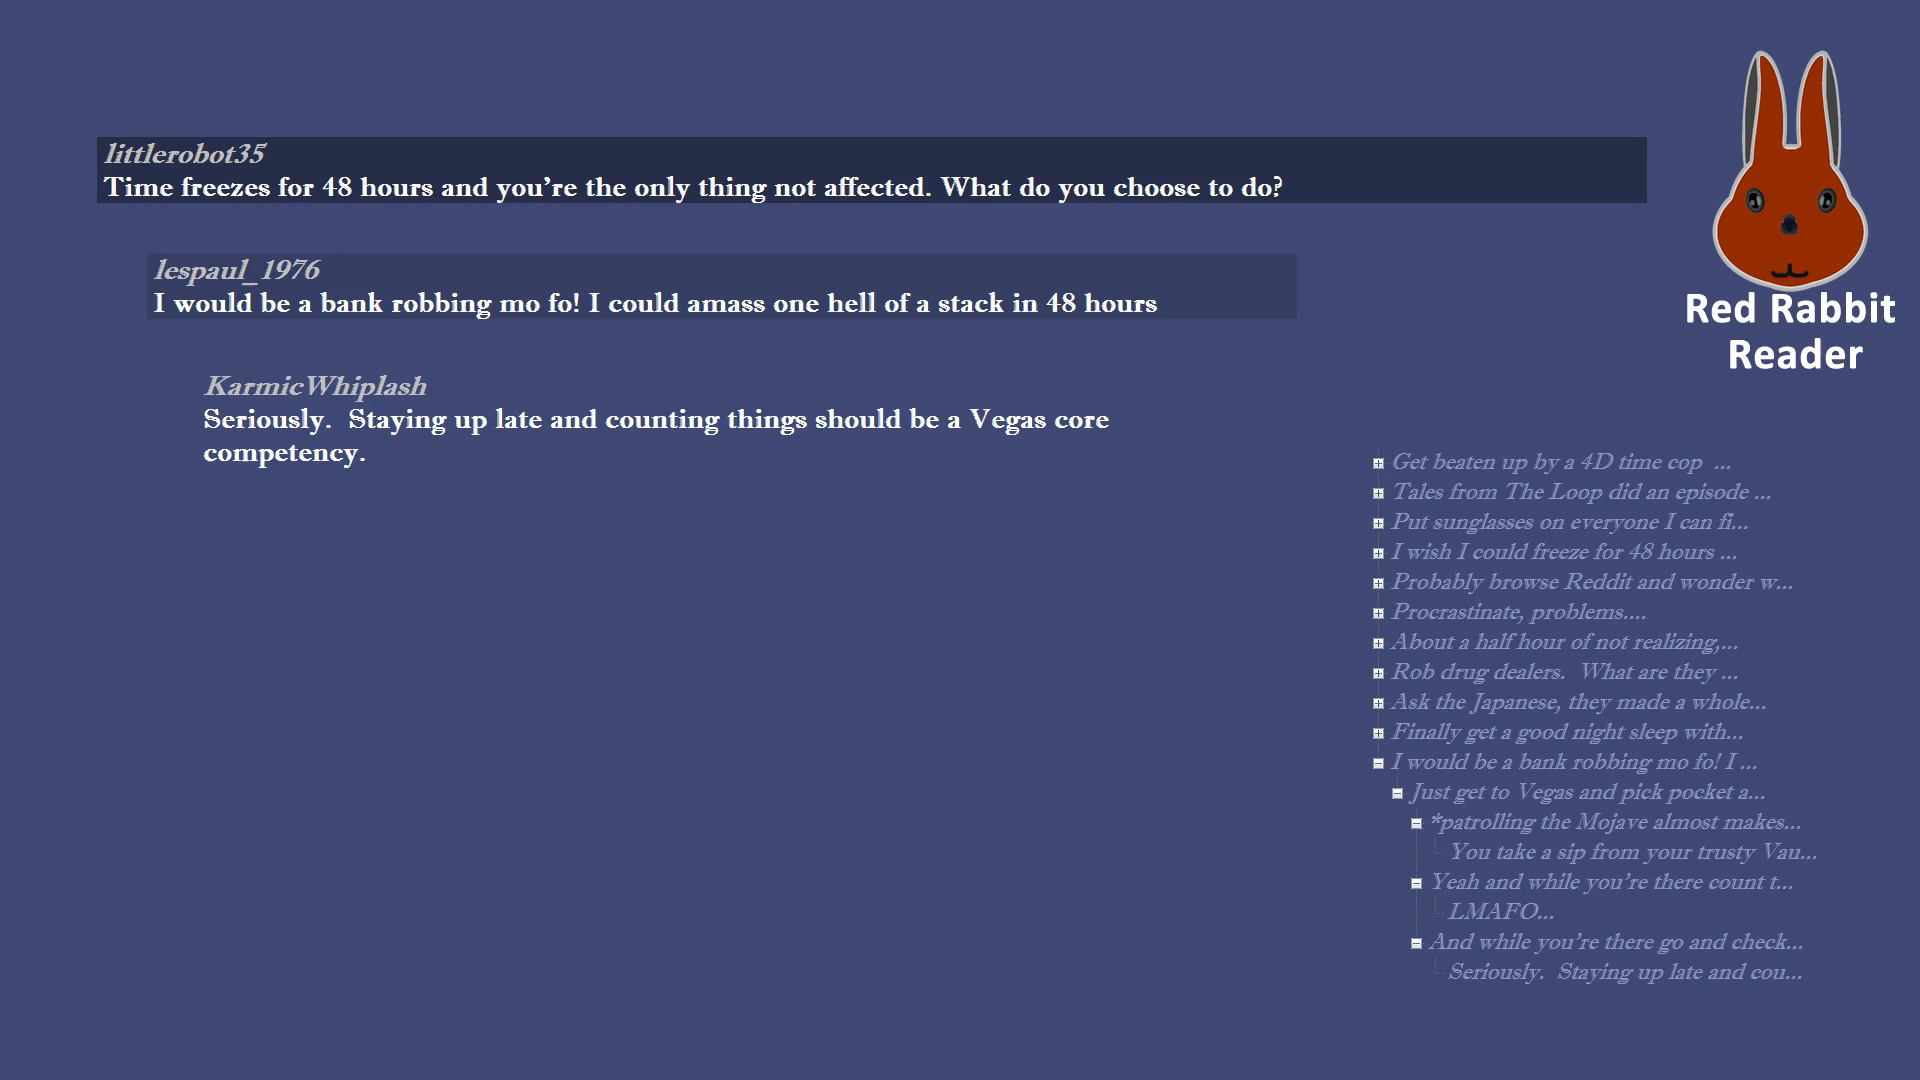 littlerobot35
Time freezes for 48 hours and you're the only thing not affected. What do you choose to do?
lespaul_1976
I would be a bank robbing mo fo! I could amass one hell of a stack in 48 hours
KarmicWhiplash
Seriously.  Staying up late and counting things should be a Vegas core
competency.
Red Rabbit
Reader
Get beaten up by a 4D time cop  ...
Tales from The Loop did an episode ...
Put sunglasses on everyone I can fi...
I wish I could freeze for 48 hours ...
Probably browse Reddit and wonder w...
Procrastinate, problems....
About a half hour of not realizing,...
Rob drug dealers.  What are they ...
Ask the Japanese, they made a whole...
Finally get a good night sleep with...
I would be a bank robbing mo fo! I ...
Just get to Vegas and pick pocket a...
*patrolling the Mojave almost makes...
You take a sip from your trusty Vau...
Yeah and while you're there count t...
LMAFO...
And while you're there go and check...
Seriously.  Staying up late and cou...